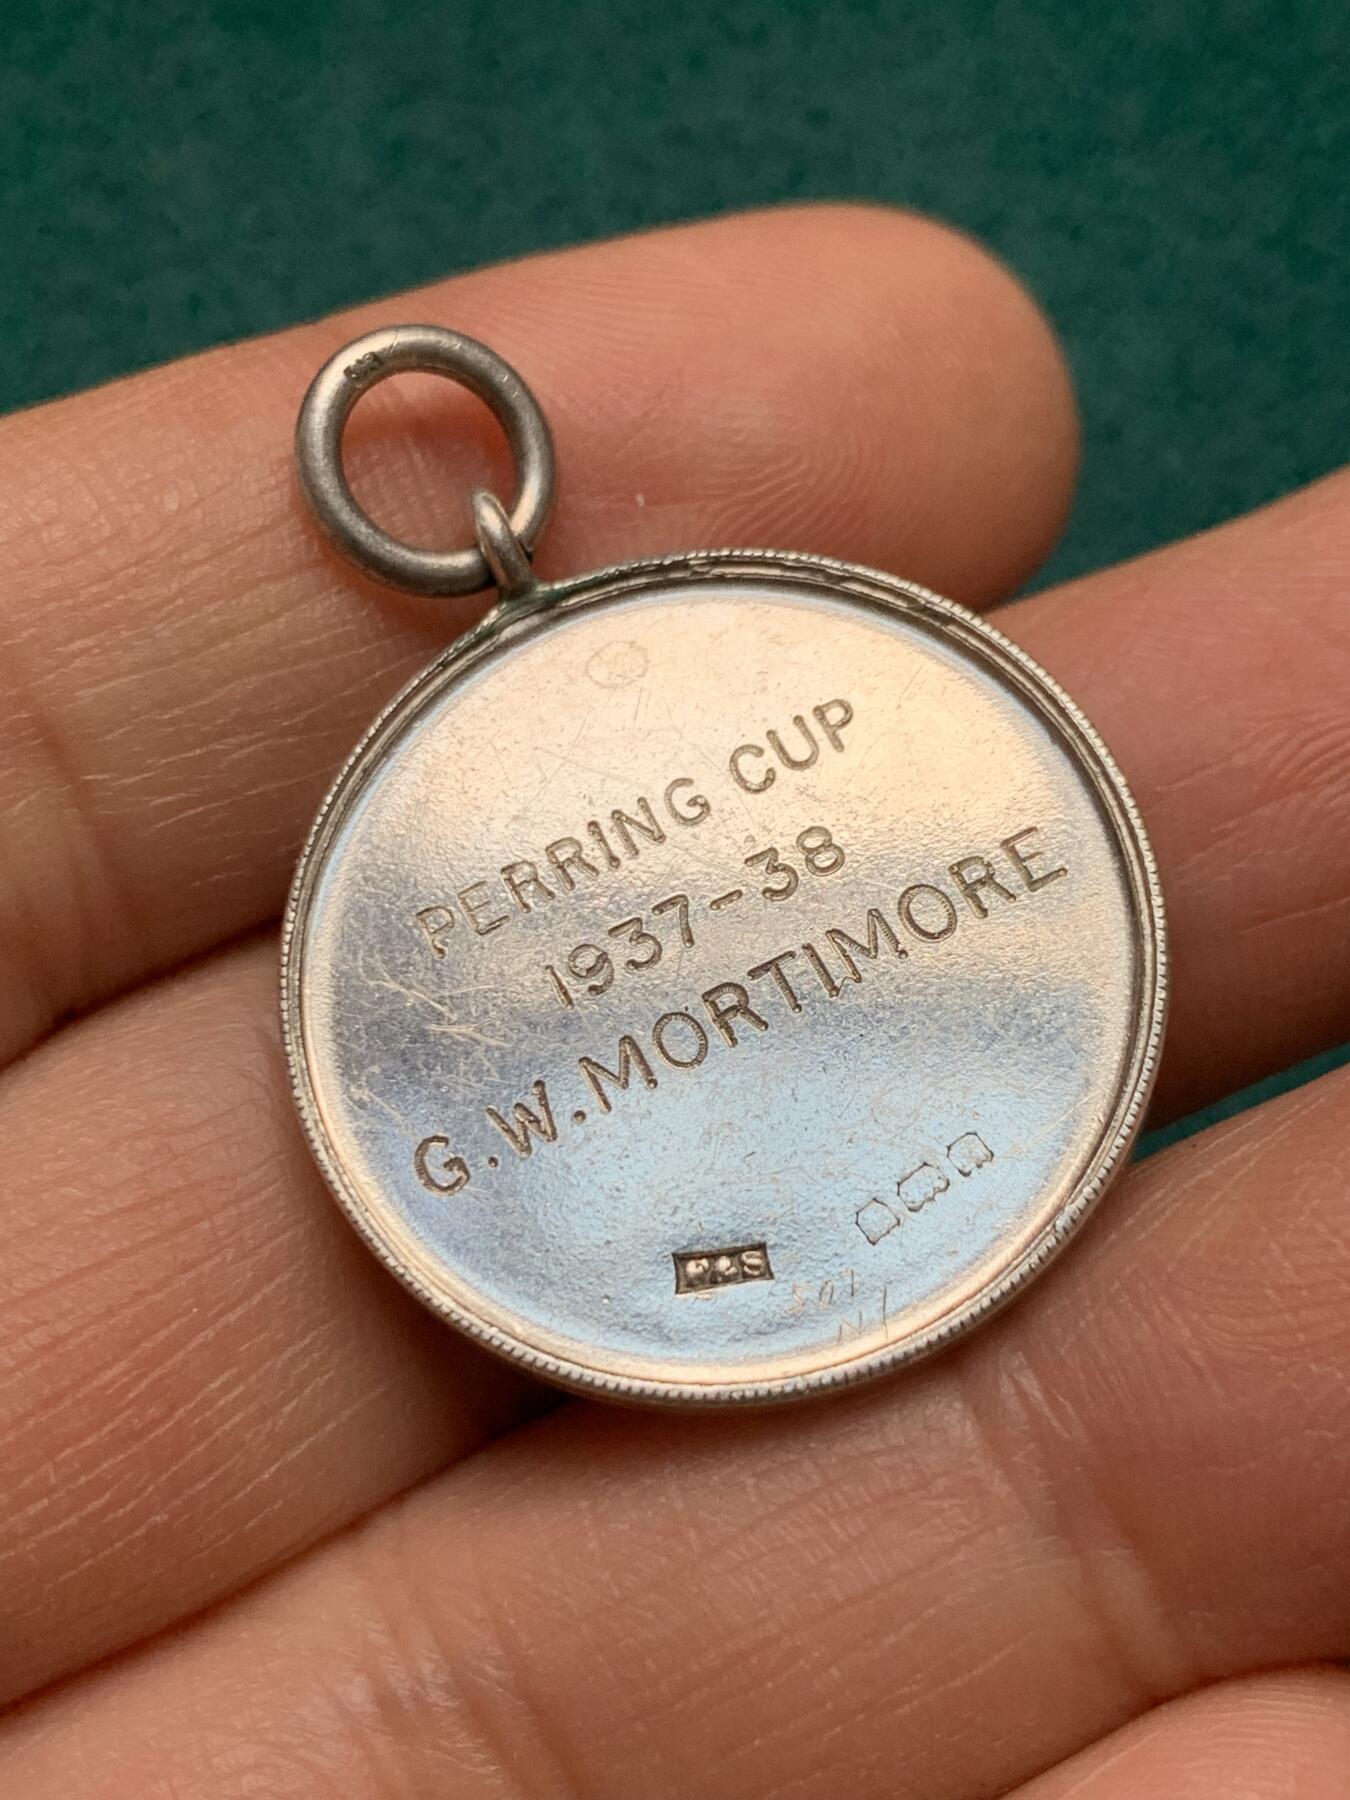 PERRING CUP
1937-38
G.W.MORTIMORE